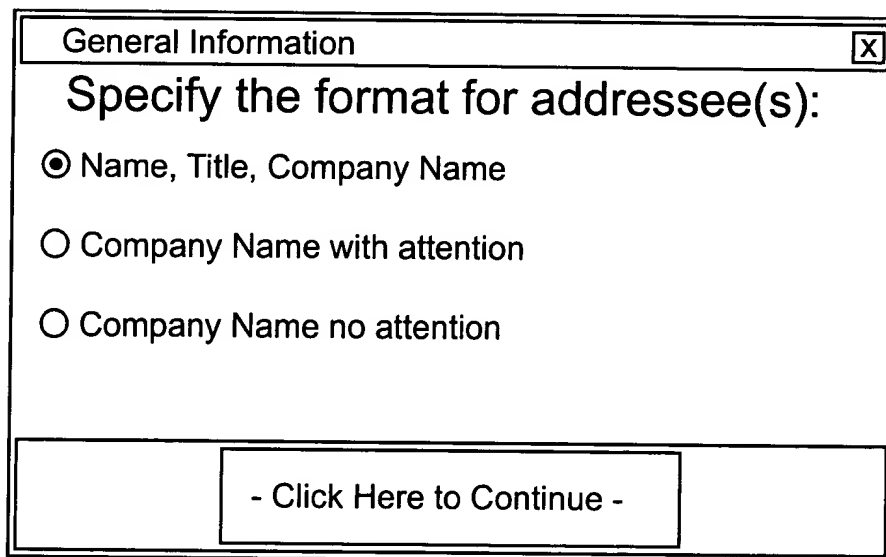 General Information X
Specify the format for addressee(s):
Name, Title, Company Name
Company Name with attention
Company Name no attention
- Click Here to Continue -